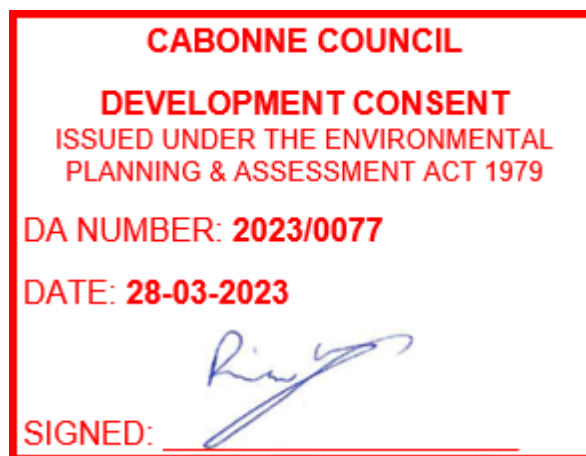 CABONNE COUNCIL
DEVELOPMENT CONSENT
ISSUED UNDER THE ENVIRONMENTAL
PLANNING & ASSESSMENT ACT 1979
DA NUMBER: 2023/0077
DATE: 28-03-2023
SIGNED: